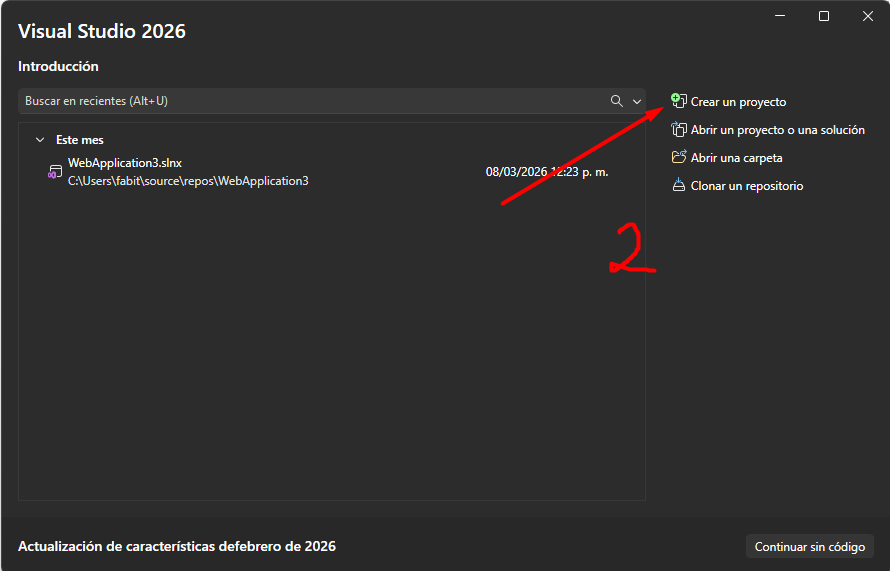 Visual Studio 2026
Introducción
Buscar en recientes (Alt+U)
Este mes
WebApplication3.slnx
C:\Users\fabit\source\repos\WebApplication3
08/03/2026 12:23 p. m.
Crear un proyecto
Abrir un proyecto o una solución
Abrir una carpeta
Clonar un repositorio
2
Actualización de características defebrero de 2026
Continuar sin código